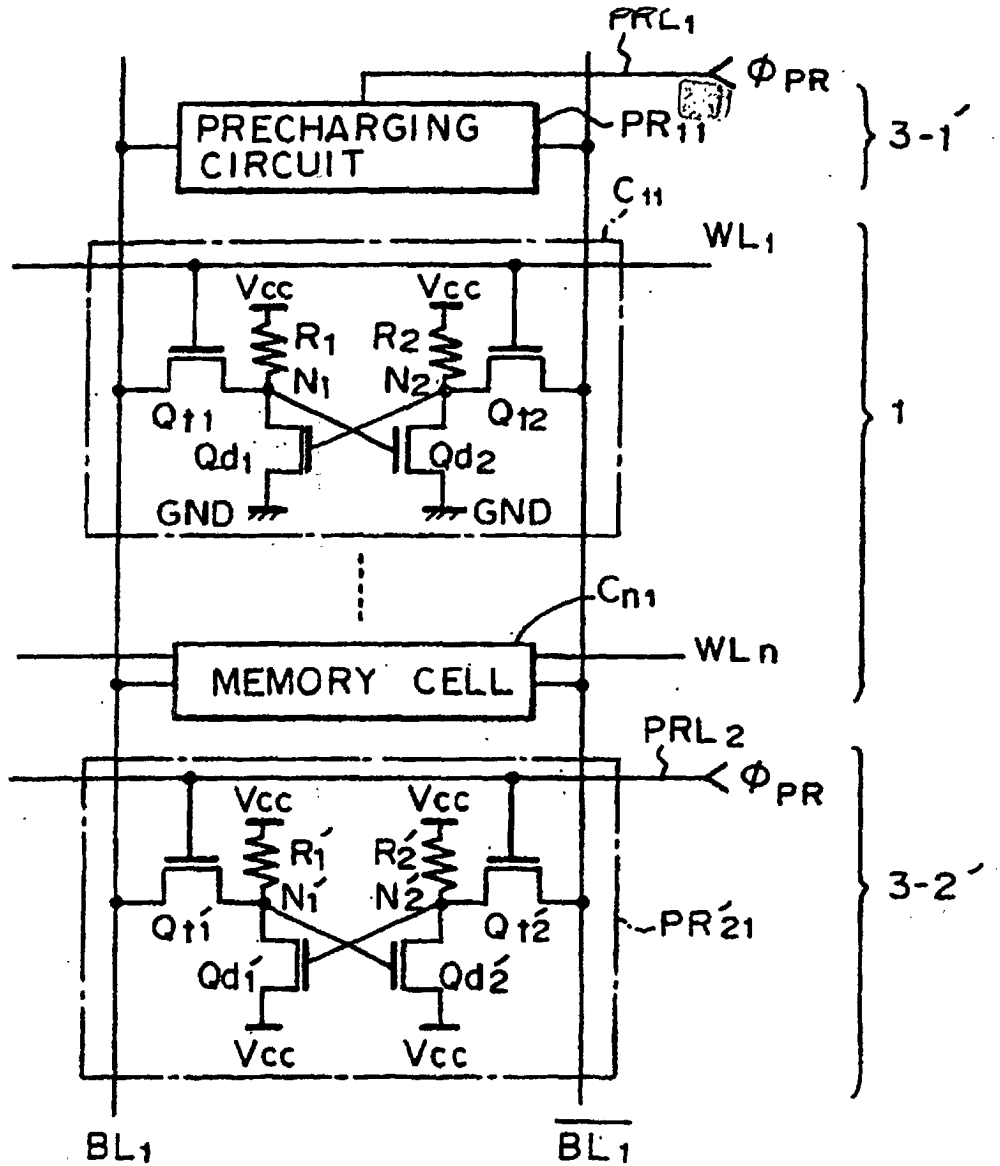 PRL1
ΦPR
PRECHARGING
CIRCUIT
PR11
3-1′
C11
WL1
Vcc
Vcc
R1
R2
N1
N2
Qt1
Qt2
1
Qd1
Qd2
GND
GND
Cn1
WLn
MEMORY CELL
PRL2
ΦPR
Vcc
Vcc
R1′
R2′
N1′
N2′
3-2′
Qt1′
Qt2′
PR′21
Qd1′
Qd2′
Vcc
Vcc
BL1
B̅L̅1̅